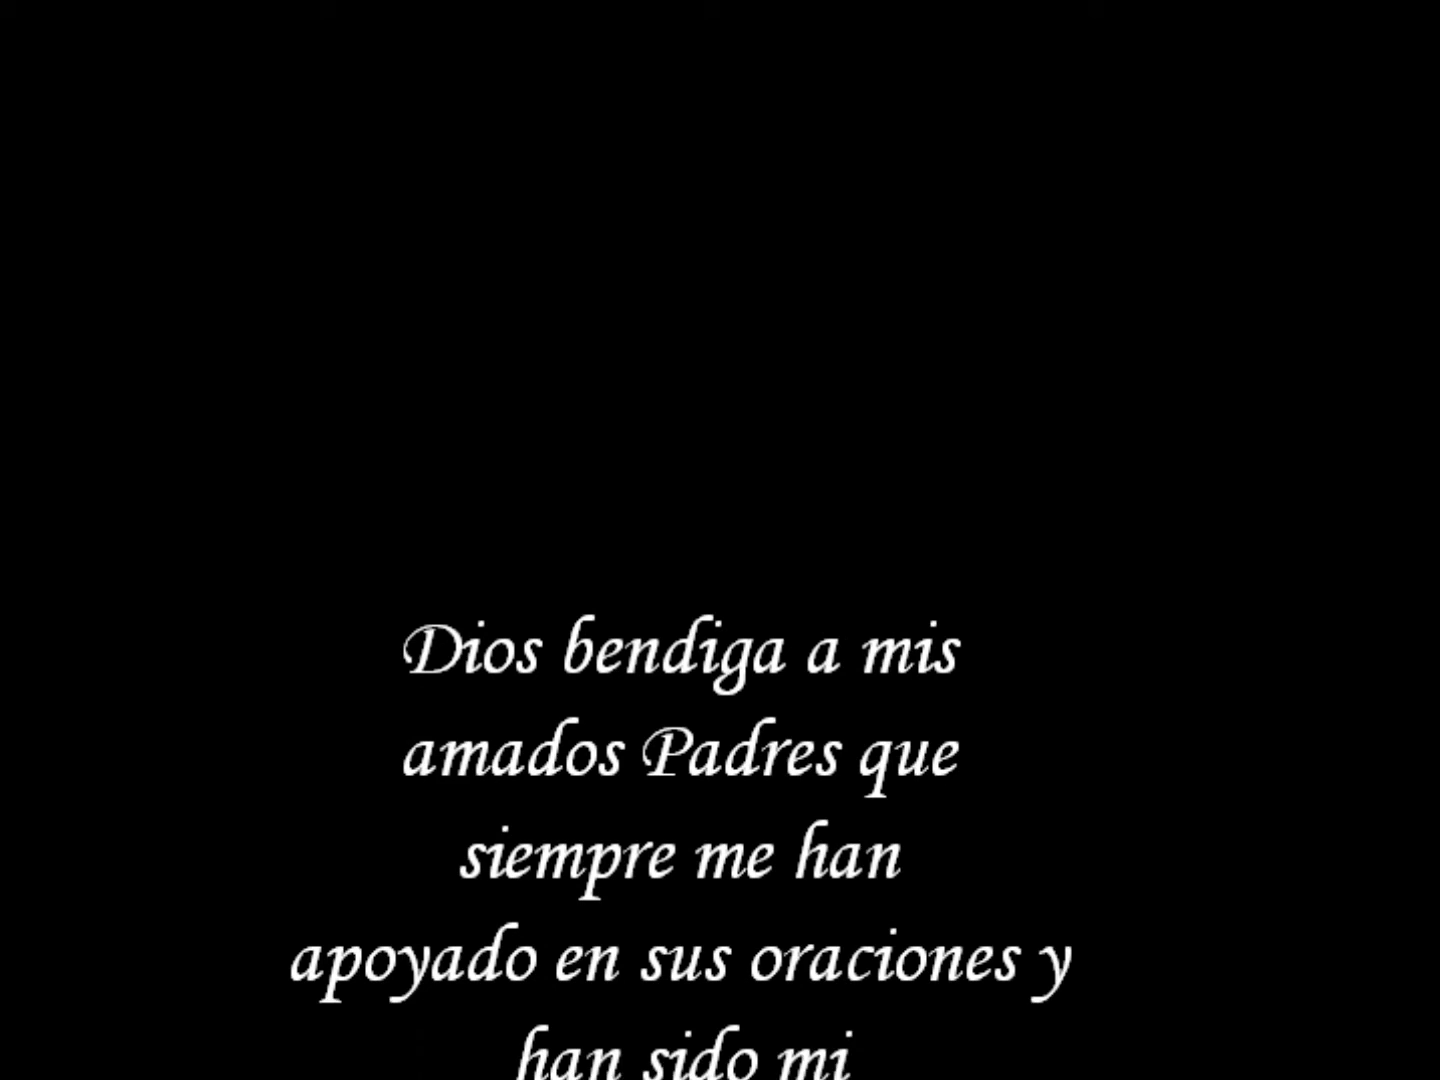 Dios bendiga a mis
amados Padres que
siempre me han
apoyado en sus oraciones y
han sido mi